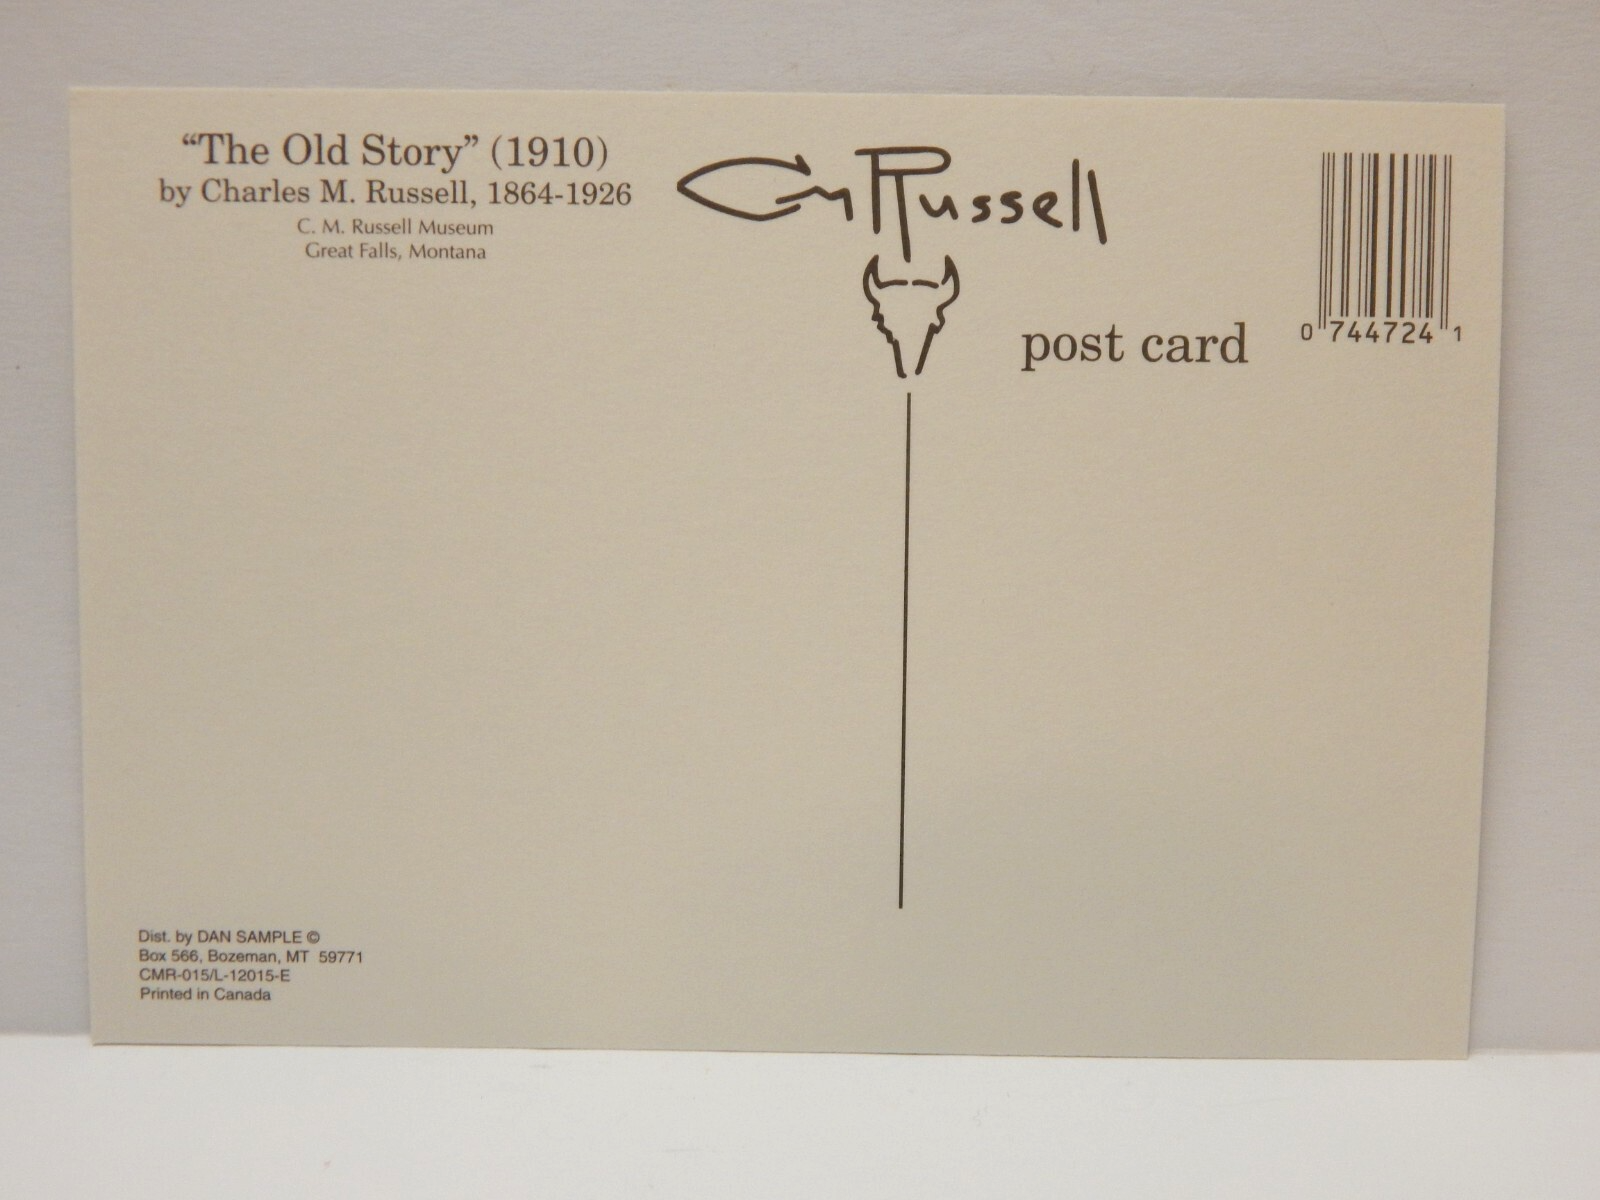 “The Old Story” (1910)
by Charles M. Russell, 1864-1926
C. M. Russell Museum
Great Falls, Montana
CM Russell
post card
0 744724 1
Dist. by DAN SAMPLE ©
Box 566, Bozeman, MT 59771
CMR-015/L-12015-E
Printed in Canada